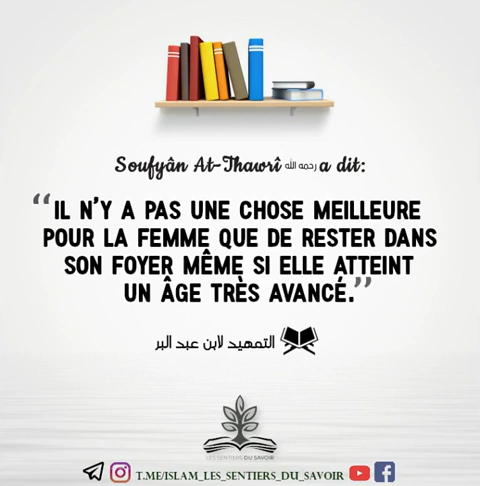 Soufyân At-Thawrî رحمه الله a dit:
“IL N'Y A PAS UNE CHOSE MEILLEURE
POUR LA FEMME QUE DE RESTER DANS
SON FOYER MÊME SI ELLE ATTEINT
UN ÂGE TRÈS AVANCÉ.”
التمهيد لابن عبد البر
LES SENTIERS DU SAVOIR
T.ME/ISLAM_LES_SENTIERS_DU_SAVOIR